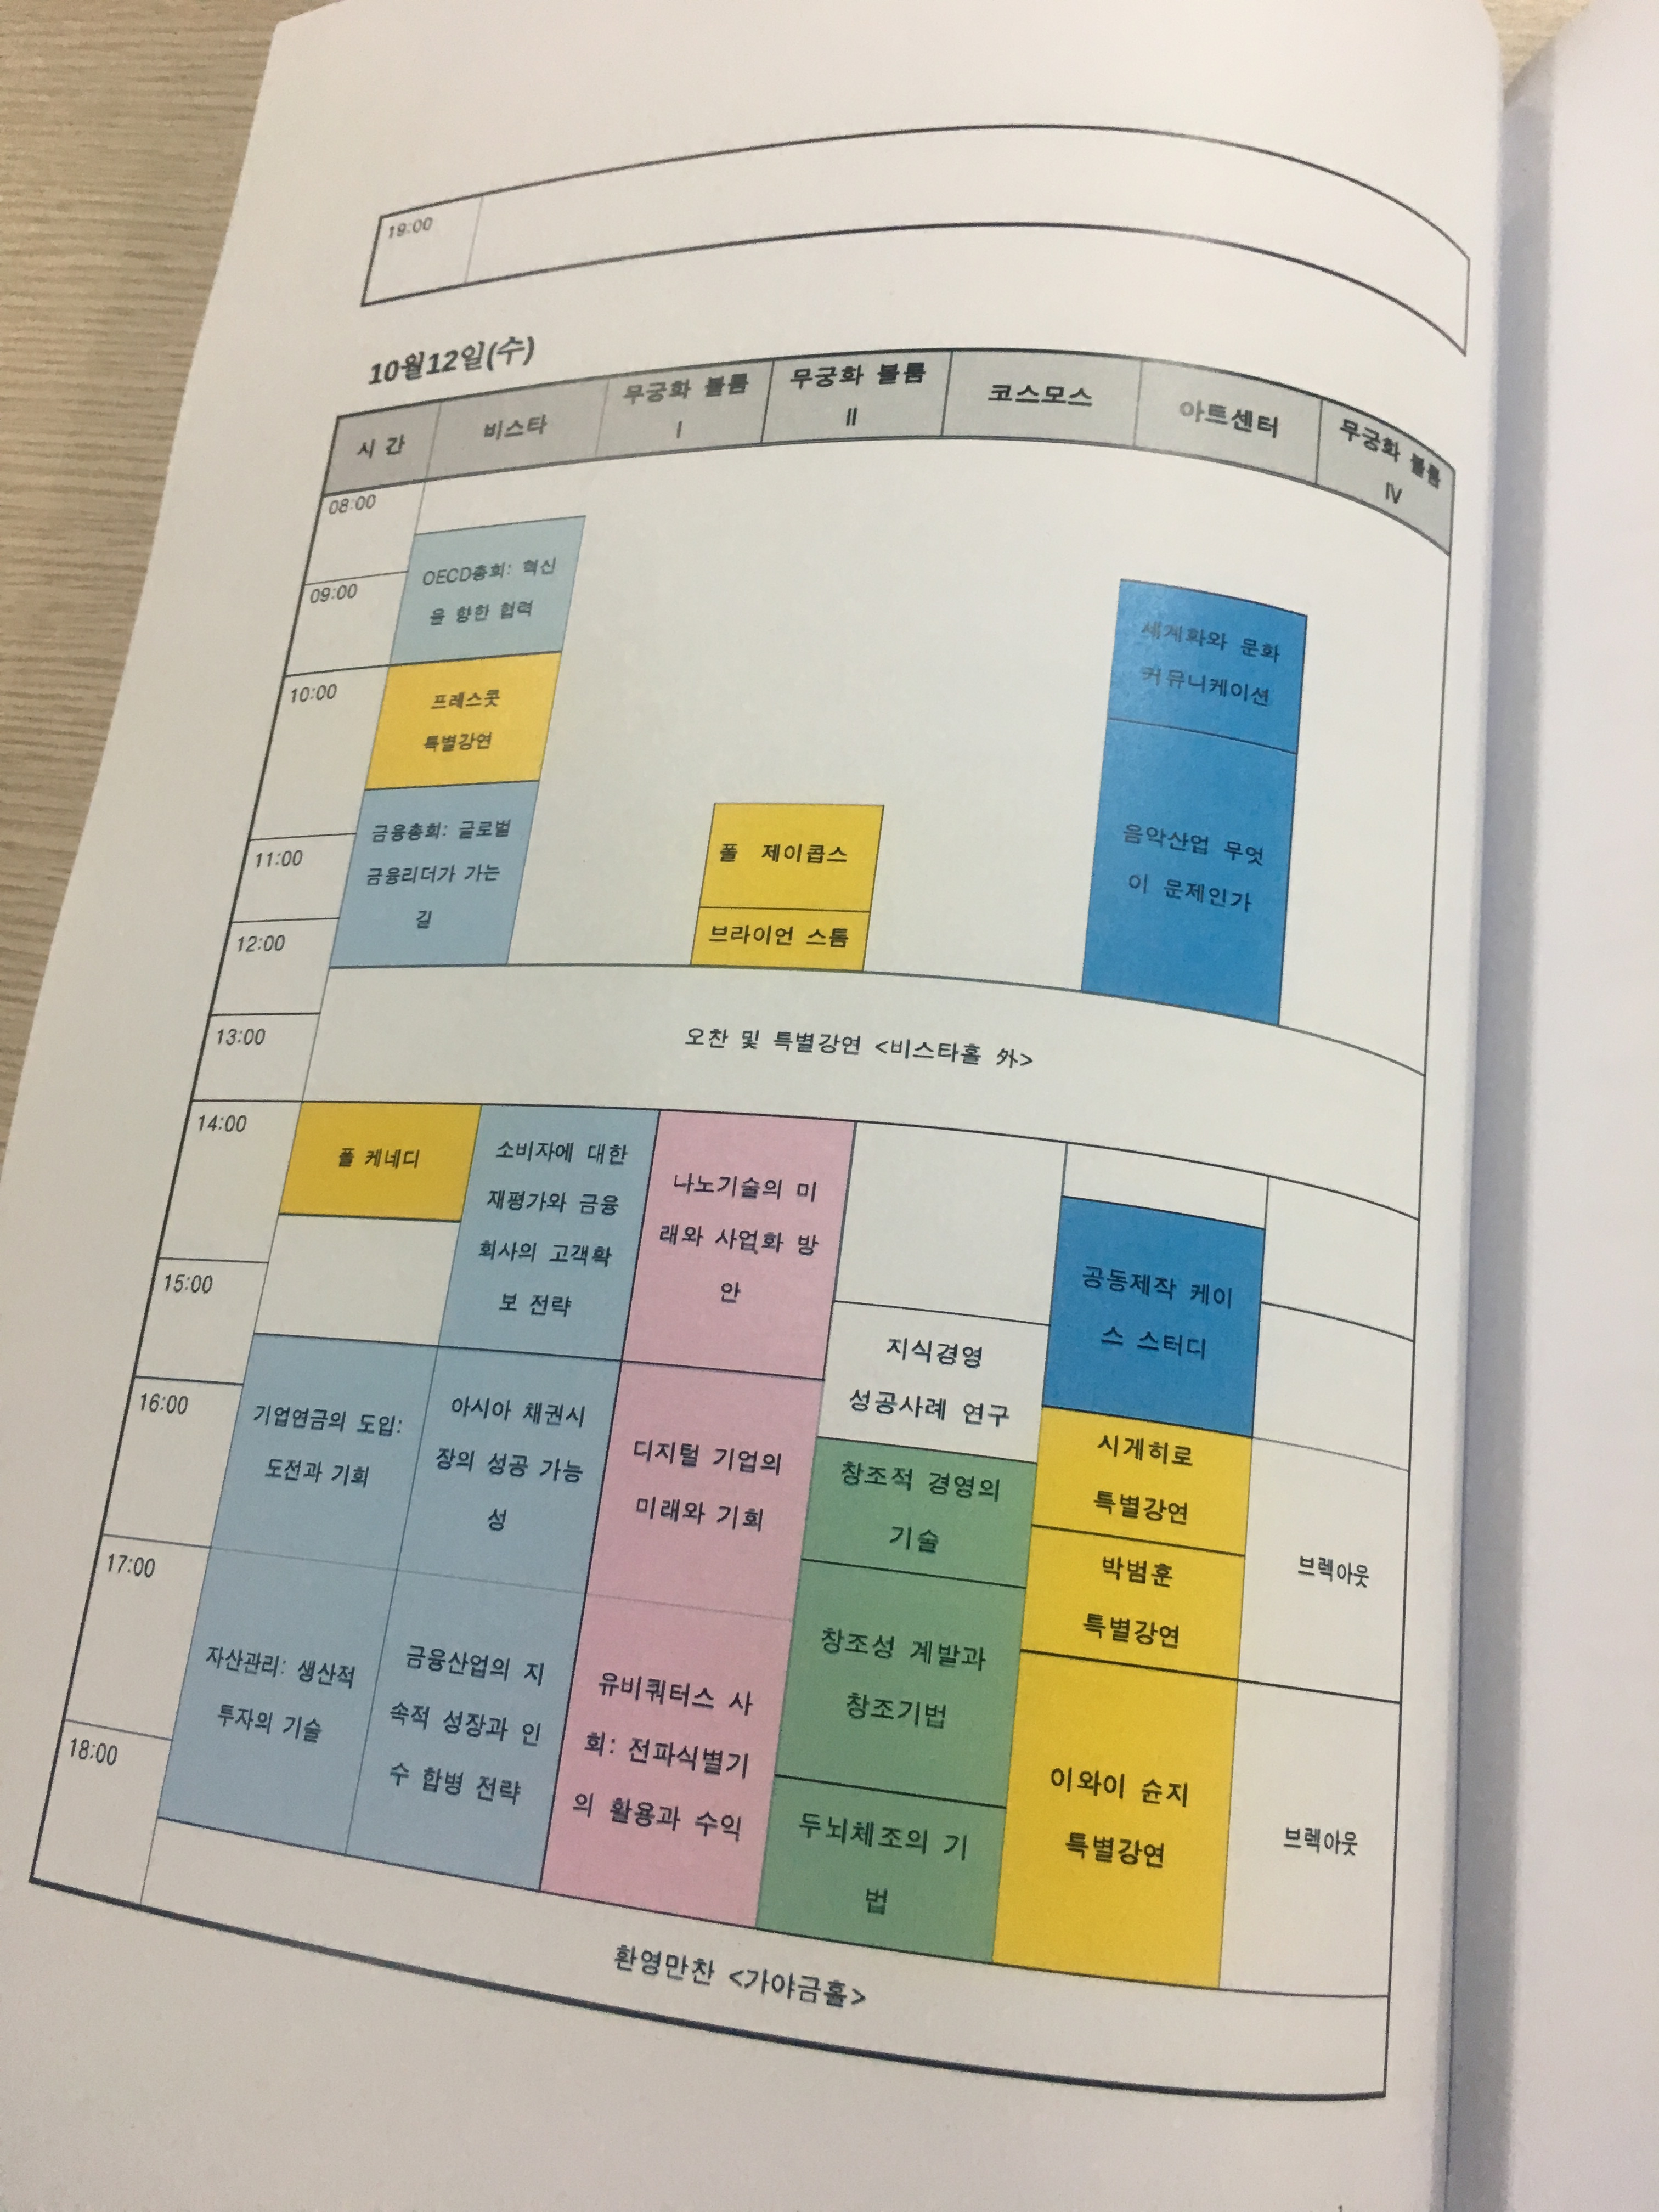 19:00
10월12일(수)
시 간
비스타
무궁화 볼룸
I
무궁화 볼룸
II
코스모스
아트센터
무궁화 볼룸
IV
08:00
09:00
10:00
11:00
12:00
13:00
OECD총회: 혁신
을 향한 협력
프레스콧
특별강연
금융총회: 글로벌
금융리더가 가는
길
폴 제이콥스
브라이언 스톰
세계화와 문화
커뮤니케이션
음악산업 무엇
이 문제인가
오찬 및 특별강연 <비스타홀 外>
14:00
15:00
16:00
17:00
18:00
폴 케네디
기업연금의 도입:
도전과 기회
자산관리: 생산적
투자의 기술
소비자에 대한
재평가와 금융
회사의 고객확
보 전략
아시아 채권시
장의 성공 가능
성
금융산업의 지
속적 성장과 인
수 합병 전략
나노기술의 미
래와 사업화 방
안
디지털 기업의
미래와 기회
유비쿼터스 사
회: 전파식별기
의 활용과 수익
지식경영
성공사례 연구
창조적 경영의
기술
창조성 계발과
창조기법
두뇌체조의 기
법
공동제작 케이
스 스터디
시게히로
특별강연
박범훈
특별강연
이와이 슌지
특별강연
브렉아웃
브렉아웃
환영만찬 <가야금홀>